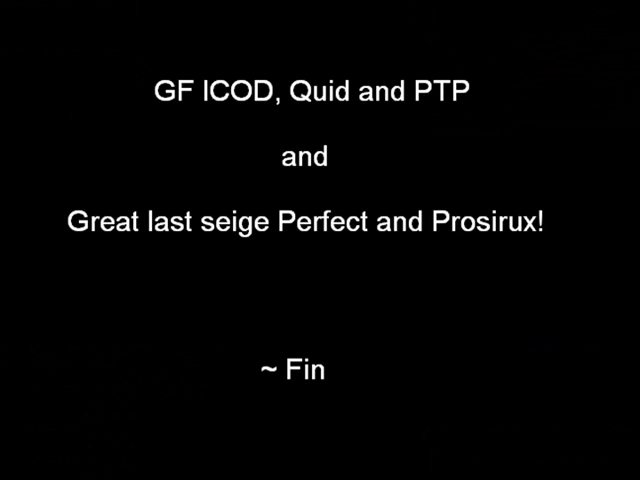 GF ICOD, Quid and PTP
and
Great last seige Perfect and Prosirux!
~ Fin